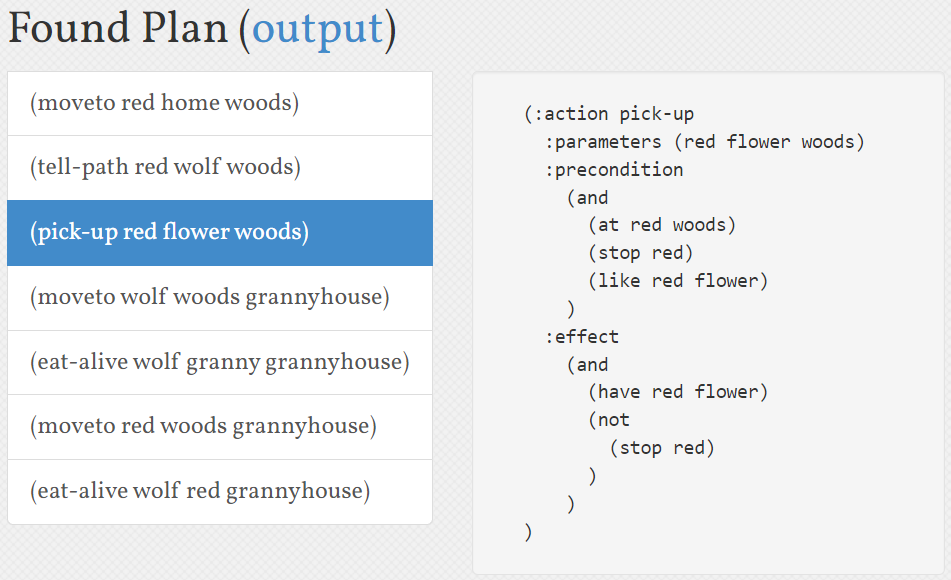 Found Plan (output)
(moveto red home woods)
(tell-path red wolf woods)
(pick-up red flower woods)
(moveto wolf woods grannyhouse)
(eat-alive wolf granny grannyhouse)
(moveto red woods grannyhouse)
(eat-alive wolf red grannyhouse)
(:action pick-up
  :parameters (red flower woods)
  :precondition
    (and
      (at red woods)
      (stop red)
      (like red flower)
    )
  :effect
    (and
      (have red flower)
      (not
        (stop red)
      )
    )
)